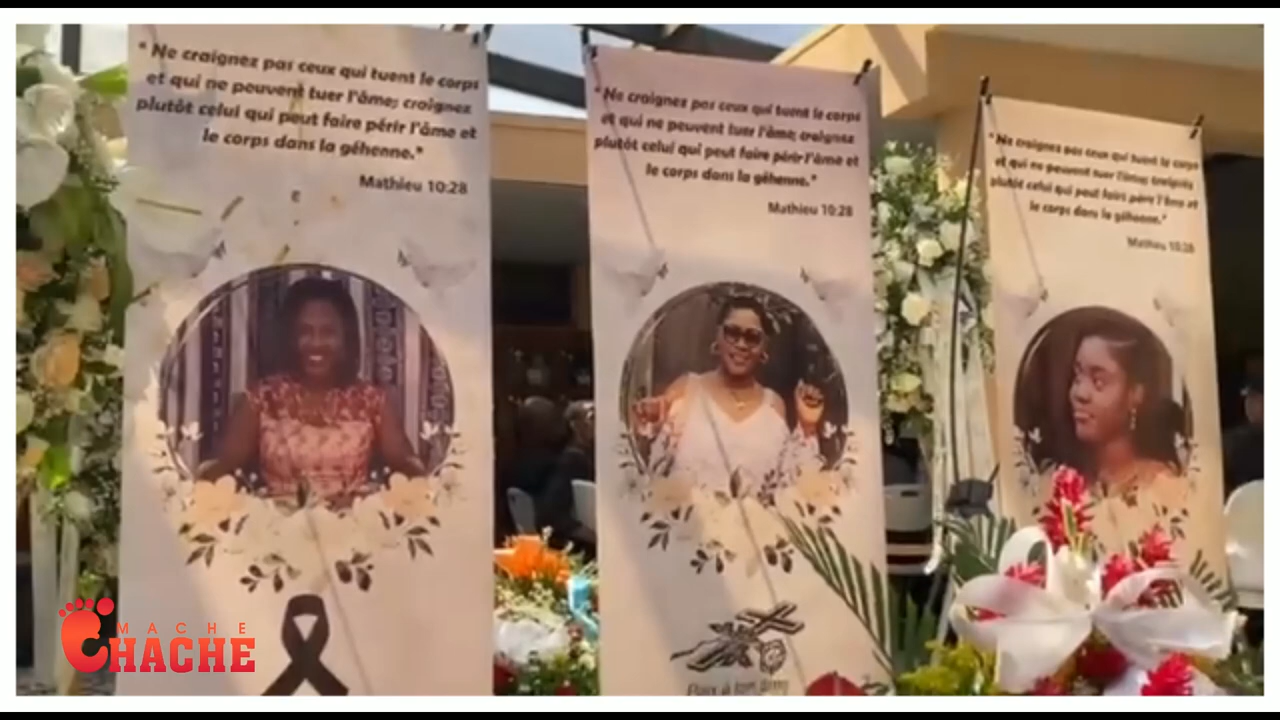 " Ne craignez pas ceux qui tuent le corps
et qui ne peuvent tuer l'âme; craignez
plutôt celui qui peut faire périr l'âme et
le corps dans la géhenne."
Mathieu 10:28
"Ne craignez pas ceux qui tuent le corps
et qui ne peuvent tuer l'âme; craignez
plutôt celui qui peut faire périr l'âme et
le corps dans la géhenne."
Mathieu 10:28
"Ne craignez pas ceux qui tuent le corps
et qui ne peuvent tuer l'âme; craignez
plutôt celui qui peut faire périr l'âme et
le corps dans la géhenne."
Mathieu 10:28
Paix à ton âme
MACHE
CHACHE